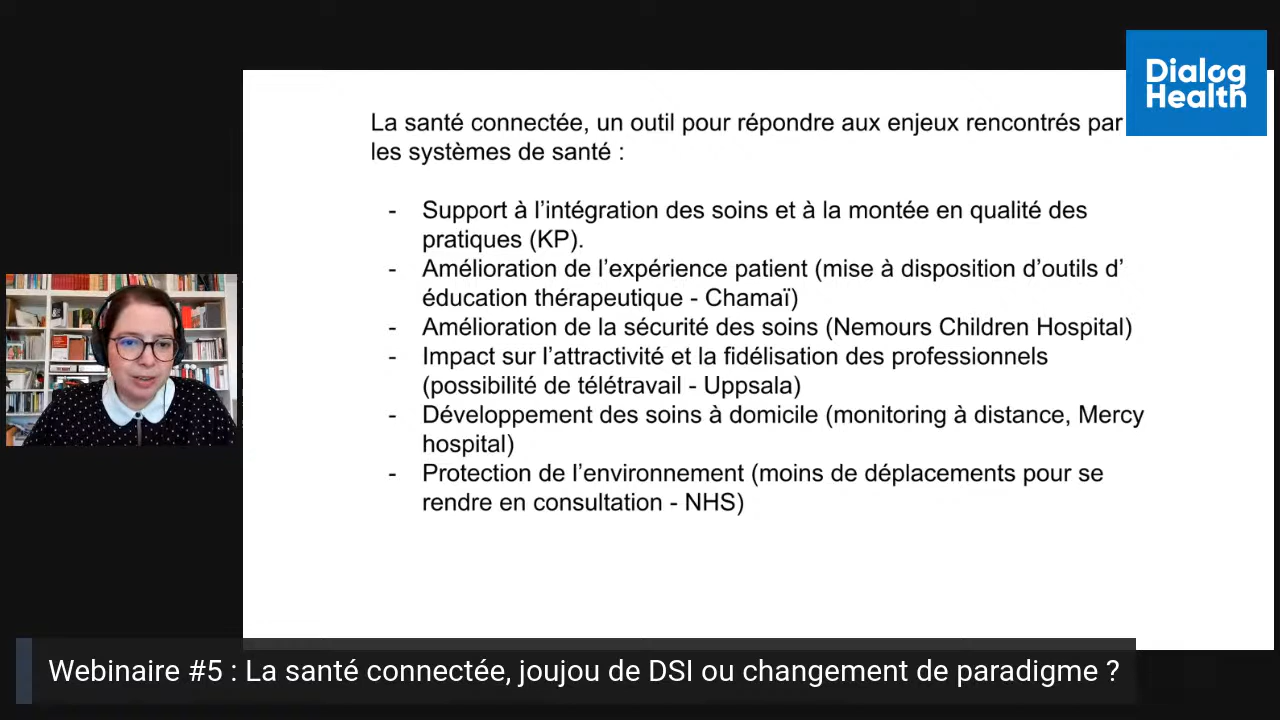 Dialog
Health
La santé connectée, un outil pour répondre aux enjeux rencontrés par
les systèmes de santé :
- Support à l’intégration des soins et à la montée en qualité des
pratiques (KP).
- Amélioration de l’expérience patient (mise à disposition d’outils d’
éducation thérapeutique - Chamaï)
- Amélioration de la sécurité des soins (Nemours Children Hospital)
- Impact sur l’attractivité et la fidélisation des professionnels
(possibilité de télétravail - Uppsala)
- Développement des soins à domicile (monitoring à distance, Mercy
hospital)
- Protection de l’environnement (moins de déplacements pour se
rendre en consultation - NHS)
Webinaire #5 : La santé connectée, joujou de DSI ou changement de paradigme ?